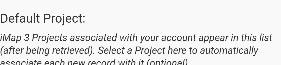 Default Project:
iMap 3 Projects associated with your account appear in this list
(after being retrieved). Select a Project here to automatically
associate each new record with it (optional)